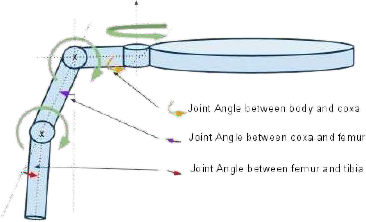 x
x
Joint Angle between body and coxa
Joint Angle between coxa and femur
Joint Angle between femur and tibia